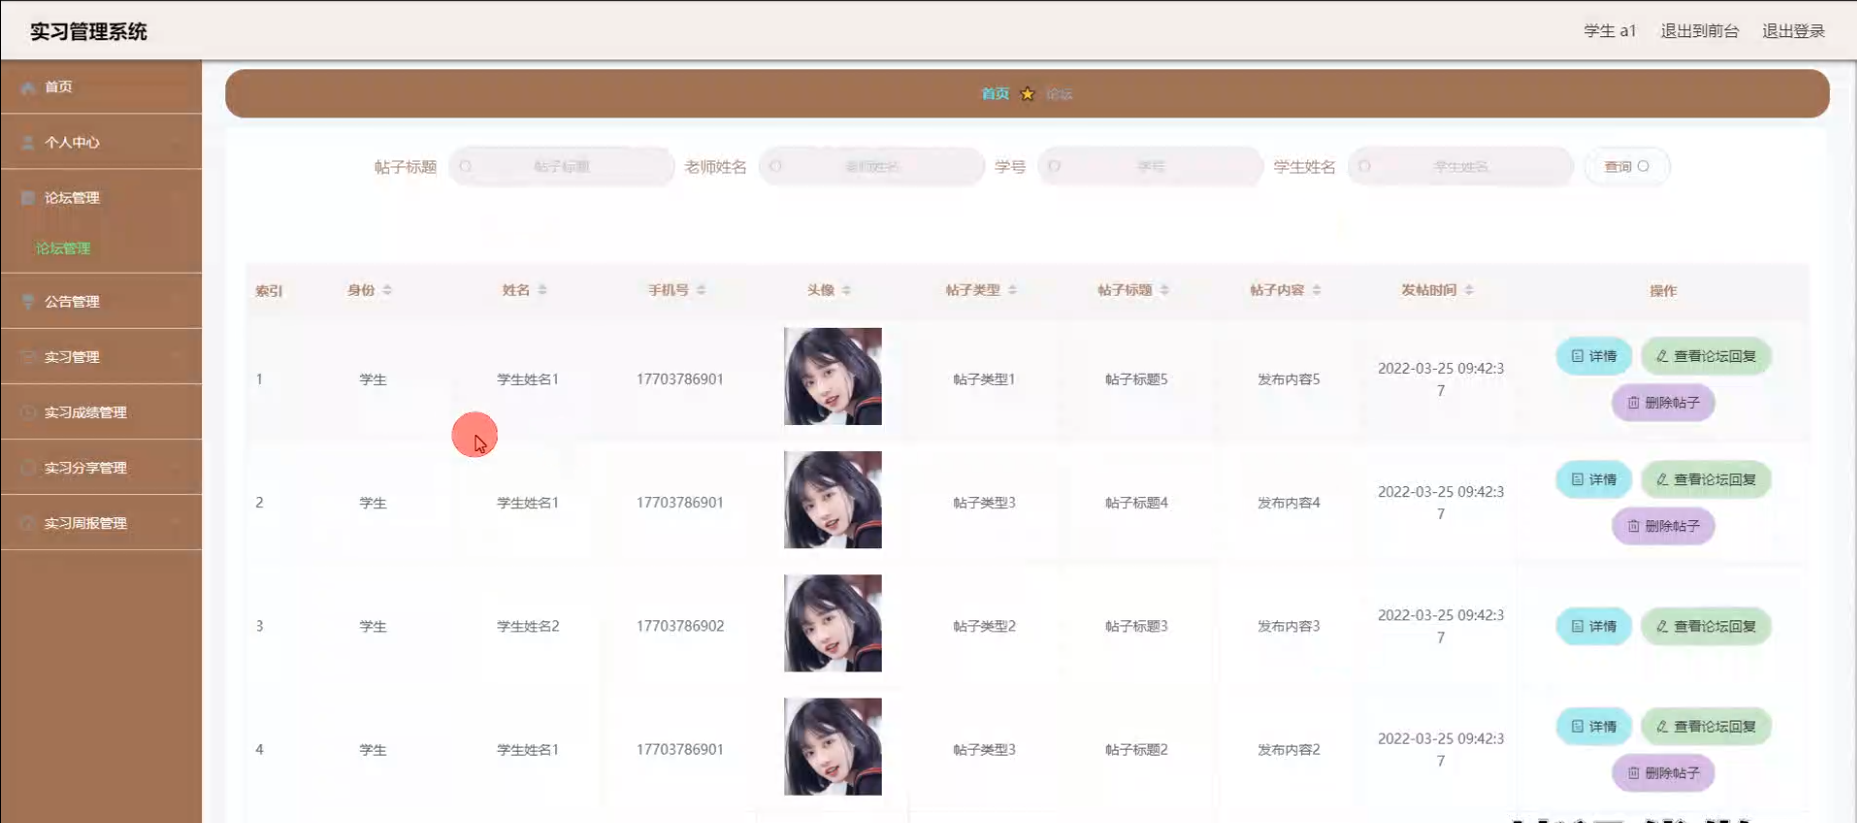 实习管理系统
学生 a1 退出到前台 退出登录
首页
个人中心
论坛管理
论坛管理
公告管理
实习管理
实习成绩管理
实习分享管理
实习周报管理
首页 论坛
帖子标题 帖子标题 老师姓名 老师姓名 学号 学号 学生姓名 学生姓名 查询
索引 身份 姓名 手机号 头像 帖子类型 帖子标题 帖子内容 发帖时间 操作
1 学生 学生姓名1 17703786901 帖子类型1 帖子标题5 发布内容5 2022-03-25 09:42:3
7
详情 查看论坛回复
删除帖子
2 学生 学生姓名1 17703786901 帖子类型3 帖子标题4 发布内容4 2022-03-25 09:42:3
7
详情 查看论坛回复
删除帖子
3 学生 学生姓名2 17703786902 帖子类型2 帖子标题3 发布内容3 2022-03-25 09:42:3
7
详情 查看论坛回复
4 学生 学生姓名1 17703786901 帖子类型3 帖子标题2 发布内容2 2022-03-25 09:42:3
7
详情 查看论坛回复
删除帖子